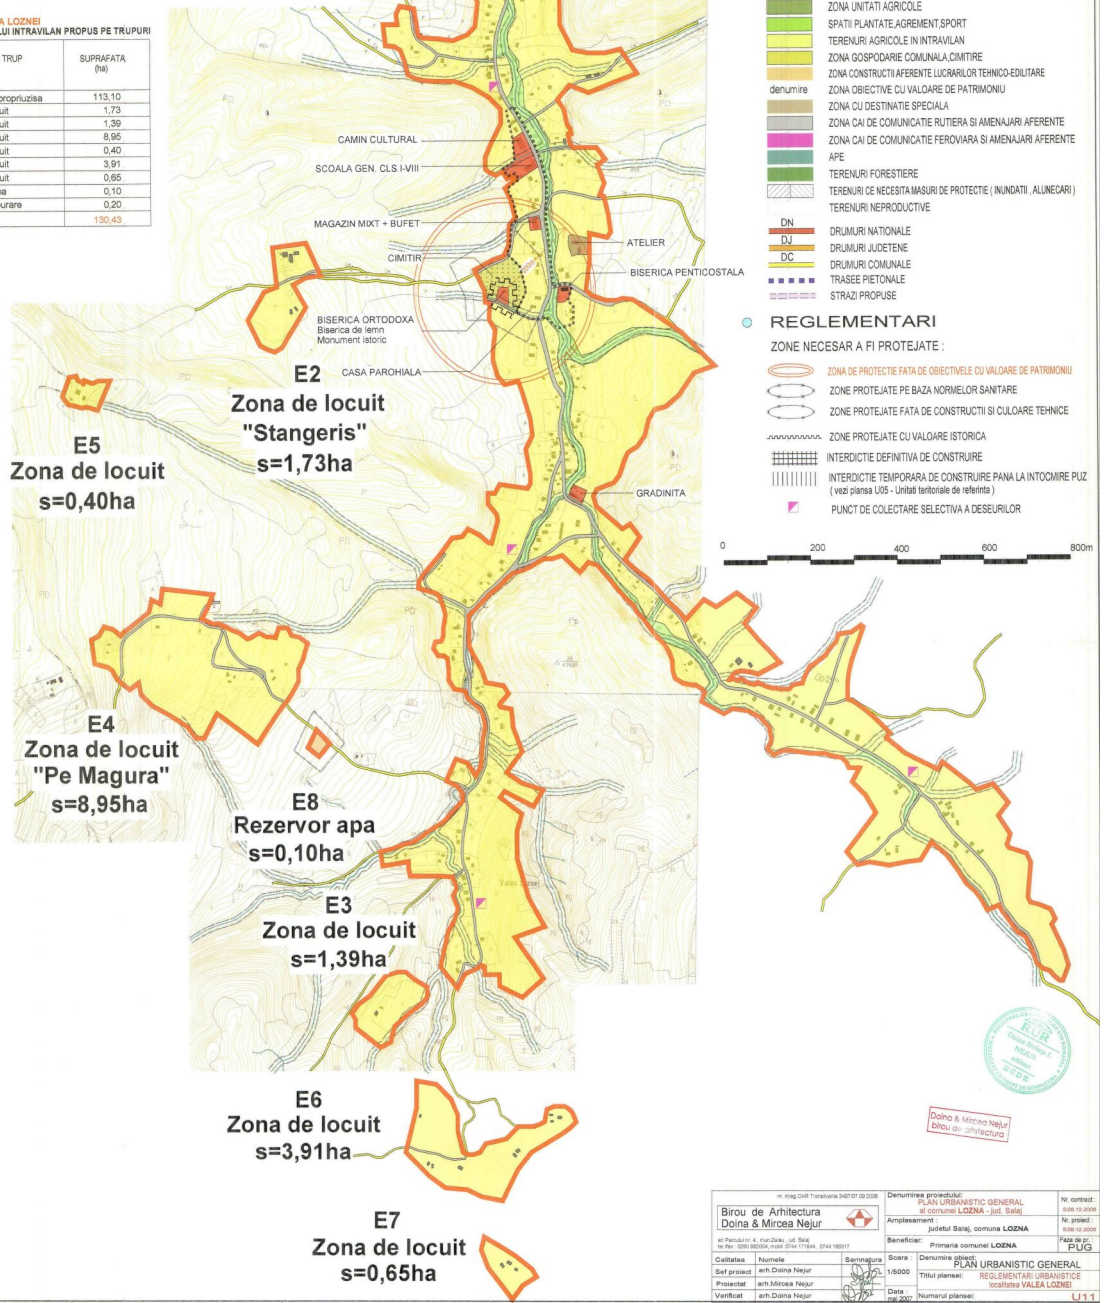 A LOZNEI
LUI INTRAVILAN PROPUS PE TRUPURI
TRUP
SUPRAFATA
(ha)
propriuzisa 113,10
uit 1,73
uit 1,39
uit 8,95
uit 0,40
uit 3,91
uit 0,65
pa 0,10
urare 0,20
130,43
ZONA UNITATI AGRICOLE
SPATII PLANTATE,AGREMENT,SPORT
TERENURI AGRICOLE IN INTRAVILAN
ZONA GOSPODARIE COMUNALA,CIMITIRE
ZONA CONSTRUCTII AFERENTE LUCRARILOR TEHNICO-EDILITARE
denumire ZONA OBIECTIVE CU VALOARE DE PATRIMONIU
ZONA CU DESTINATIE SPECIALA
ZONA CAI DE COMUNICATIE RUTIERA SI AMENAJARI AFERENTE
ZONA CAI DE COMUNICATIE FEROVIARA SI AMENAJARI AFERENTE
APE
TERENURI FORESTIERE
TERENURI CE NECESITA MASURI DE PROTECTIE ( INUNDATII , ALUNECARI )
TERENURI NEPRODUCTIVE
DN DRUMURI NATIONALE
DJ DRUMURI JUDETENE
DC DRUMURI COMUNALE
TRASEE PIETONALE
STRAZI PROPUSE
REGLEMENTARI
ZONE NECESAR A FI PROTEJATE :
ZONA DE PROTECTIE FATA DE OBIECTIVELE CU VALOARE DE PATRIMONIU
ZONE PROTEJATE PE BAZA NORMELOR SANITARE
ZONE PROTEJATE FATA DE CONSTRUCTII SI CULOARE TEHNICE
ZONE PROTEJATE CU VALOARE ISTORICA
INTERDICTIE DEFINITIVA DE CONSTRUIRE
INTERDICTIE TEMPORARA DE CONSTRUIRE PANA LA INTOCMIRE PUZ
( vezi plansa U05 - Unitati teritoriale de referinta )
PUNCT DE COLECTARE SELECTIVA A DESEURILOR
0 200 400 600 800m
CAMIN CULTURAL
SCOALA GEN. CLS I-VIII
MAGAZIN MIXT + BUFET
CIMITIR
ATELIER
BISERICA PENTICOSTALA
BISERICA ORTODOXA
Biserica de lemn
Monument istoric
CASA PAROHIALA
GRADINITA
E2
Zona de locuit
"Stangeris"
s=1,73ha
E5
Zona de locuit
s=0,40ha
E4
Zona de locuit
"Pe Magura"
s=8,95ha
E8
Rezervor apa
s=0,10ha
E3
Zona de locuit
s=1,39ha
E6
Zona de locuit
s=3,91ha
E7
Zona de locuit
s=0,65ha
RUR
Doina & Mircea Nejur
birou de arhitectura
Birou de Arhitectura
Doina & Mircea Nejur
Calitatea Numele Semnatura
Sef proiect arh.Doina Nejur
Proiectat arh.Mircea Nejur
Verificat arh.Doina Nejur
Denumirea proiectului:
PLAN URBANISTIC GENERAL
al comunei LOZNA - jud. Salaj
Amplasament :
judetul Salaj, comuna LOZNA
Beneficiar: Primaria comunei LOZNA
Nr. contract :
Nr. proiect :
Faza de pr. :
PUG
Scara :
1/5000
Data :
mai 2007
Denumire obiect:
PLAN URBANISTIC GENERAL
Titlul plansei: REGLEMENTARI URBANISTICE
localitatea VALEA LOZNEI
Numarul plansei: U11